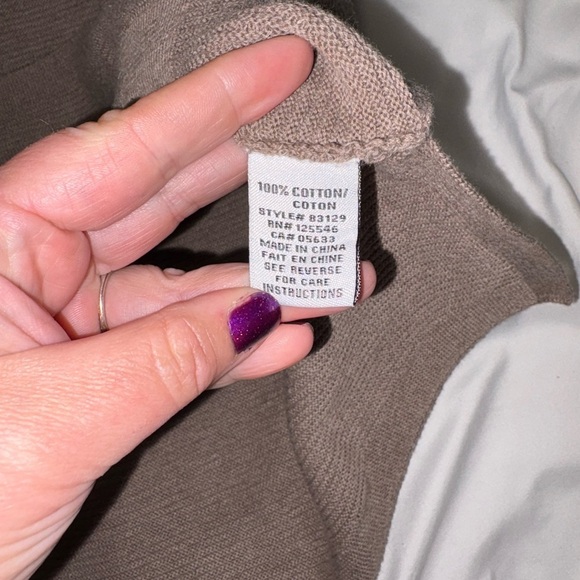 100% COTTON/
COTON
STYLE# 83129
RN# 125546
CA# 05633
MADE IN CHINA
FAIT EN CHINE
SEE REVERSE
FOR CARE
INSTRUCTIONS